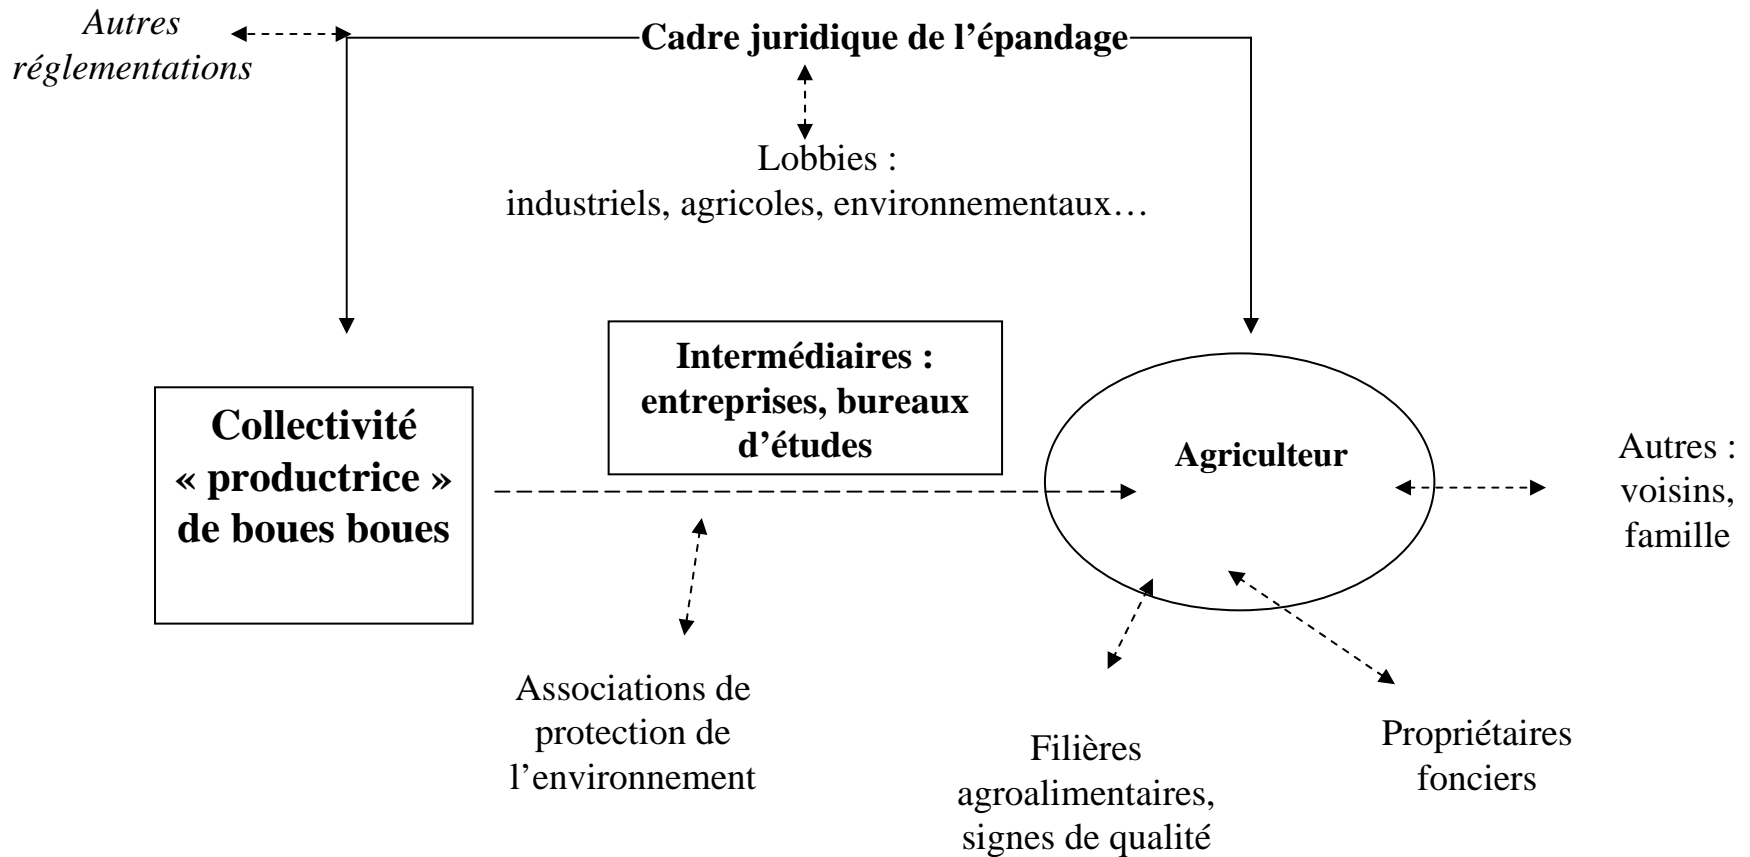 Autres
réglementations
Cadre juridique de l’épandage
Lobbies :
industriels, agricoles, environnementaux…
Intermédiaires :
entreprises, bureaux
d’études
Collectivité
« productrice »
de boues boues
Agriculteur
Autres :
voisins,
famille
Associations de
protection de
l’environnement
Filières
agroalimentaires,
signes de qualité
Propriétaires
fonciers